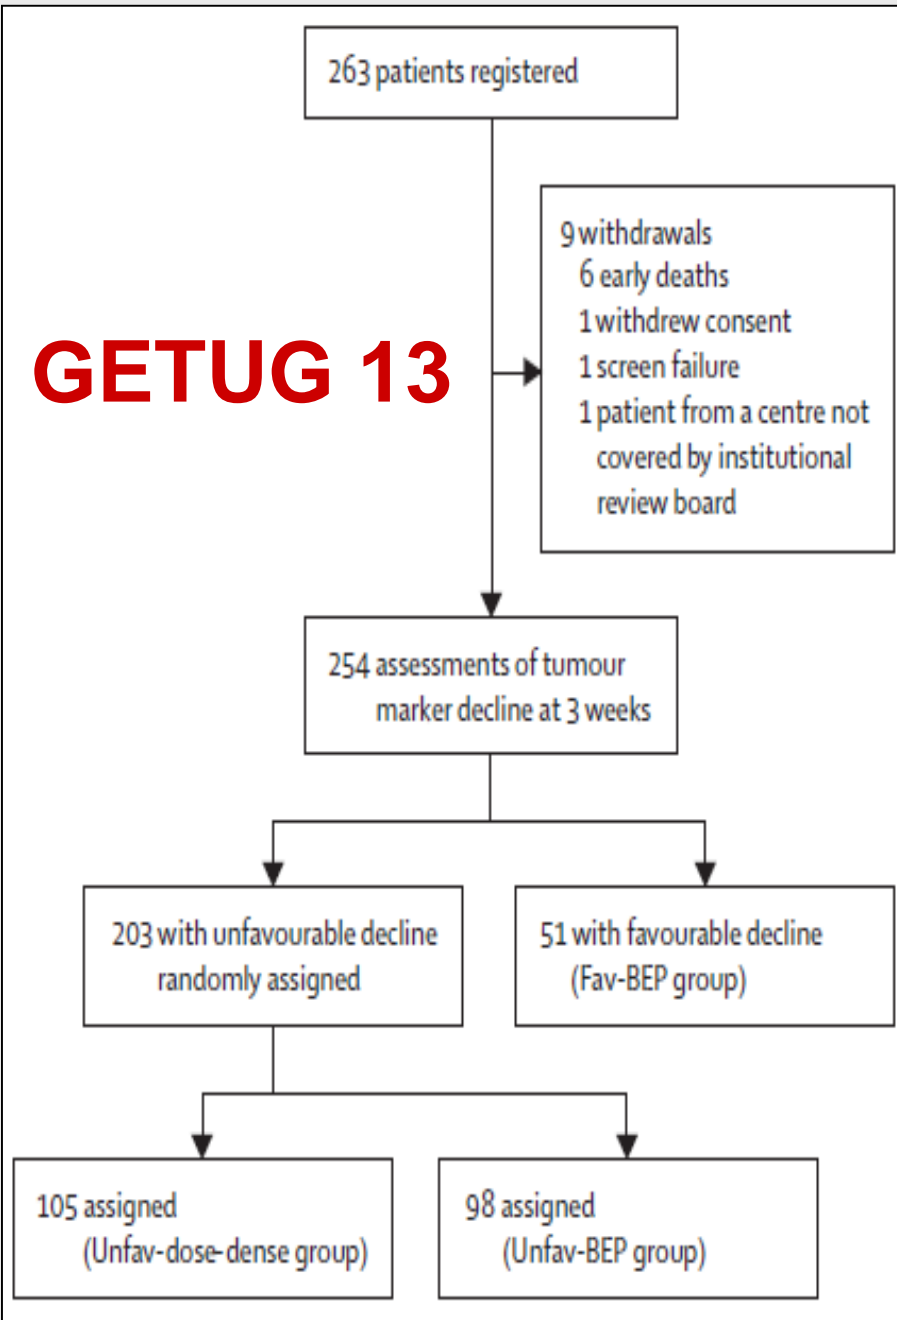 263 patients registered
9 withdrawals
6 early deaths
1 withdrew consent
1 screen failure
1 patient from a centre not
covered by institutional
review board
GETUG 13
254 assessments of tumour
marker decline at 3 weeks
203 with unfavourable decline
randomly assigned
51 with favourable decline
(Fav-BEP group)
105 assigned
(Unfav-dose-dense group)
98 assigned
(Unfav-BEP group)